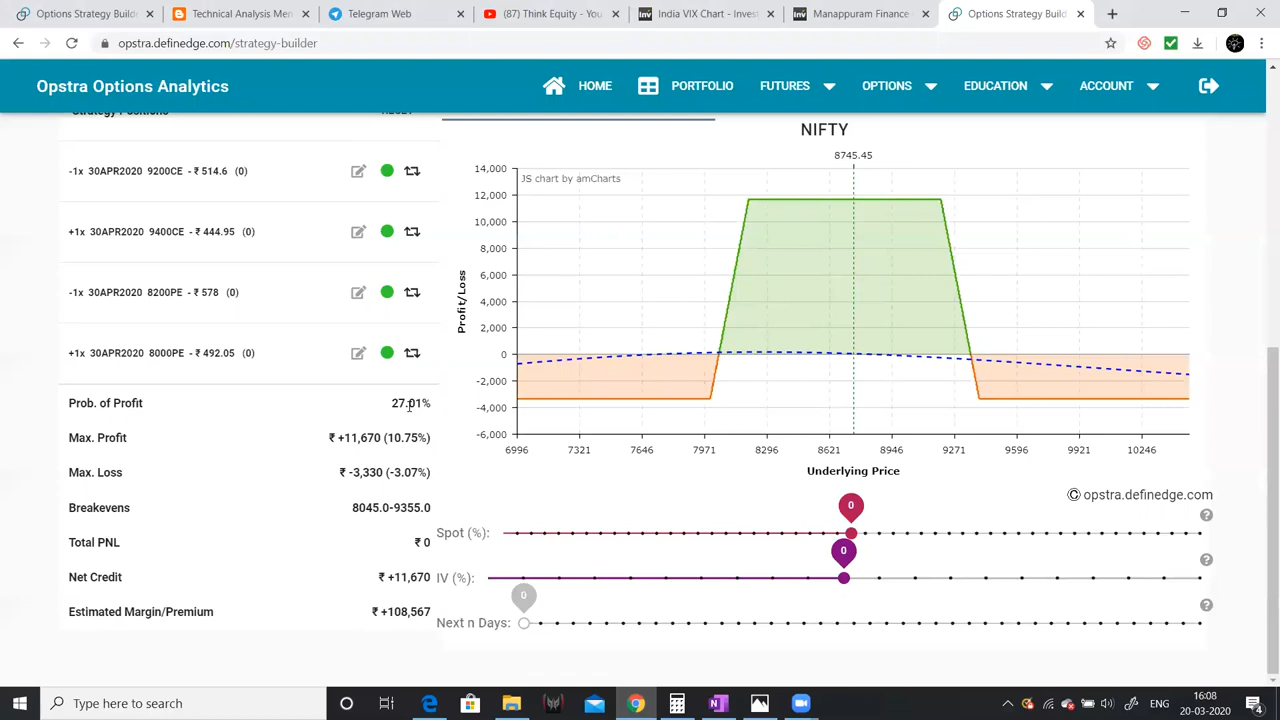 Options Strategy Build
Technical Analysis Men
Telegram Web
(87) Think Equity - You
India VIX Chart - Invest
Manappuram Finance
Options Strategy Build
opstra.definedge.com/strategy-builder
Opstra Options Analytics
HOME
PORTFOLIO
FUTURES
OPTIONS
EDUCATION
ACCOUNT
-1x 30APR2020 9200CE - ₹ 514.6 (0)
+1x 30APR2020 9400CE - ₹ 444.95 (0)
-1x 30APR2020 8200PE - ₹ 578 (0)
+1x 30APR2020 8000PE - ₹ 492.05 (0)
Prob. of Profit 27.01%
Max. Profit ₹ +11,670 (10.75%)
Max. Loss ₹ -3,330 (-3.07%)
Breakevens 8045.0-9355.0
Total PNL ₹ 0
Net Credit ₹ +11,670
Estimated Margin/Premium ₹ +108,567
NIFTY
8745.45
JS chart by amCharts
14,000
12,000
10,000
8,000
6,000
4,000
2,000
0
-2,000
-4,000
-6,000
Profit/Loss
6996 7321 7646 7971 8296 8621 8946 9271 9596 9921 10246
Underlying Price
© opstra.definedge.com
0
Spot (%):
0
IV (%):
0
Next n Days:
Type here to search
ENG
16:08
20-03-2020
4